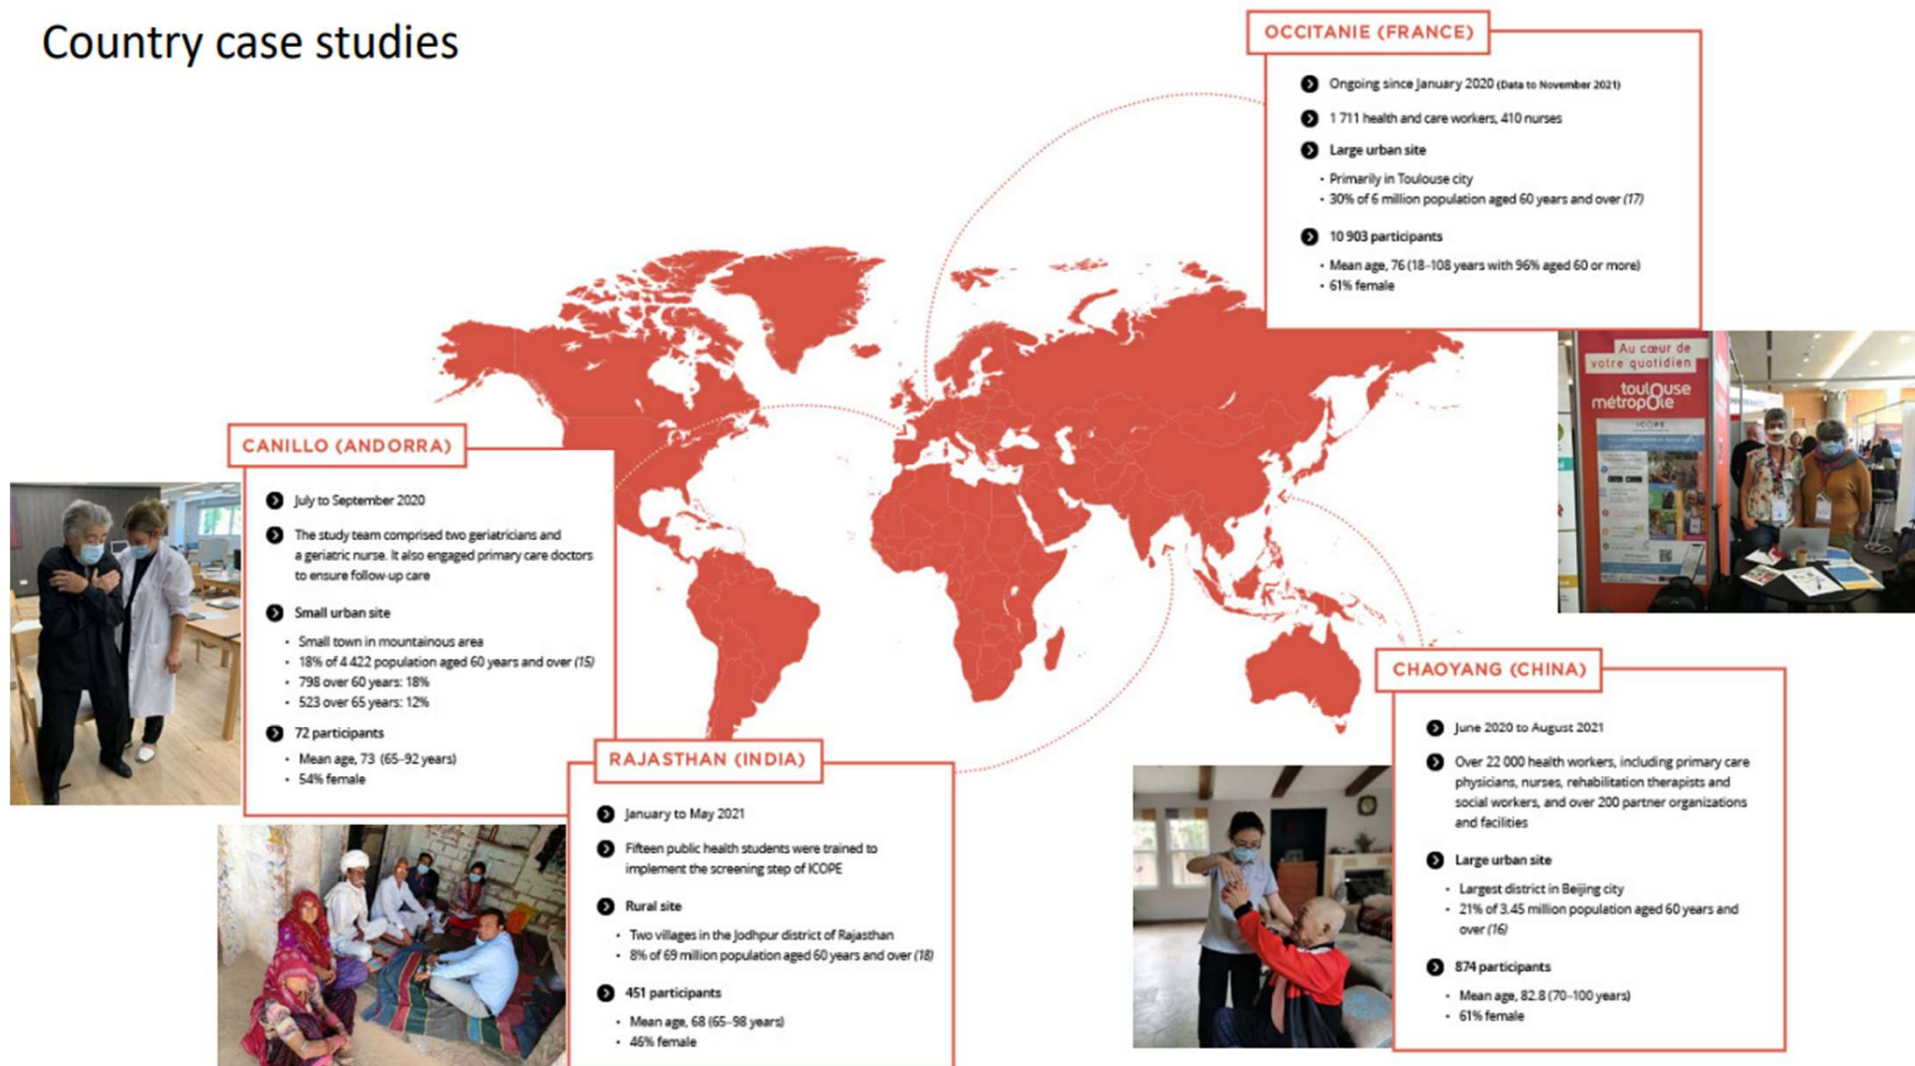 Country case studies
OCCITANIE (FRANCE)
Ongoing since January 2020 (Data to November 2021)
1 711 health and care workers, 410 nurses
Large urban site
• Primarily in Toulouse city
• 30% of 6 million population aged 60 years and over (17)
10 903 participants
• Mean age, 76 (18–108 years with 96% aged 60 or more)
• 61% female
Au cœur de
votre quotidien
toulouse
métropole
ICOPE
CANILLO (ANDORRA)
July to September 2020
The study team comprised two geriatricians and
a geriatric nurse. It also engaged primary care doctors
to ensure follow-up care
Small urban site
• Small town in mountainous area
• 18% of 4 422 population aged 60 years and over (15)
• 798 over 60 years: 18%
• 523 over 65 years: 12%
72 participants
• Mean age, 73 (65–92 years)
• 54% female
RAJASTHAN (INDIA)
January to May 2021
Fifteen public health students were trained to
implement the screening step of ICOPE
Rural site
• Two villages in the Jodhpur district of Rajasthan
• 8% of 69 million population aged 60 years and over (18)
451 participants
• Mean age, 68 (65–98 years)
• 46% female
CHAOYANG (CHINA)
June 2020 to August 2021
Over 22 000 health workers, including primary care
physicians, nurses, rehabilitation therapists and
social workers, and over 200 partner organizations
and facilities
Large urban site
• Largest district in Beijing city
• 21% of 3.45 million population aged 60 years and
over (16)
874 participants
• Mean age, 82.8 (70–100 years)
• 61% female